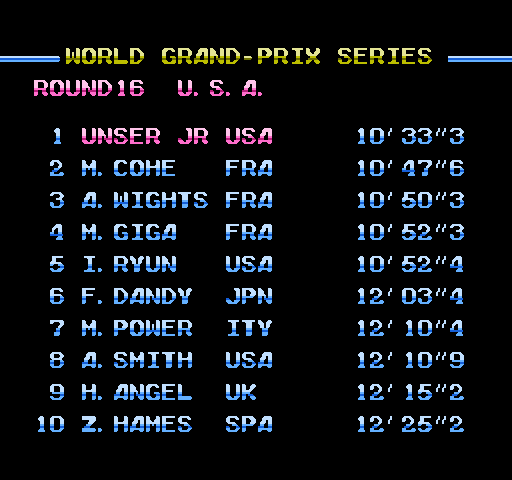 WORLD GRAND-PRIX SERIES
ROUND16 U. S. A.
1 UNSER JR USA 10'33"3
2 M. COHE FRA 10'47"6
3 A. WIGHTS FRA 10'50"3
4 M. GIGA FRA 10'52"3
5 I. RYUN USA 10'52"4
6 F. DANDY JPN 12'03"4
7 M. POWER ITY 12'10"4
8 A. SMITH USA 12'10"9
9 H. ANGEL UK 12'15"2
10 Z. HAMES SPA 12'25"2